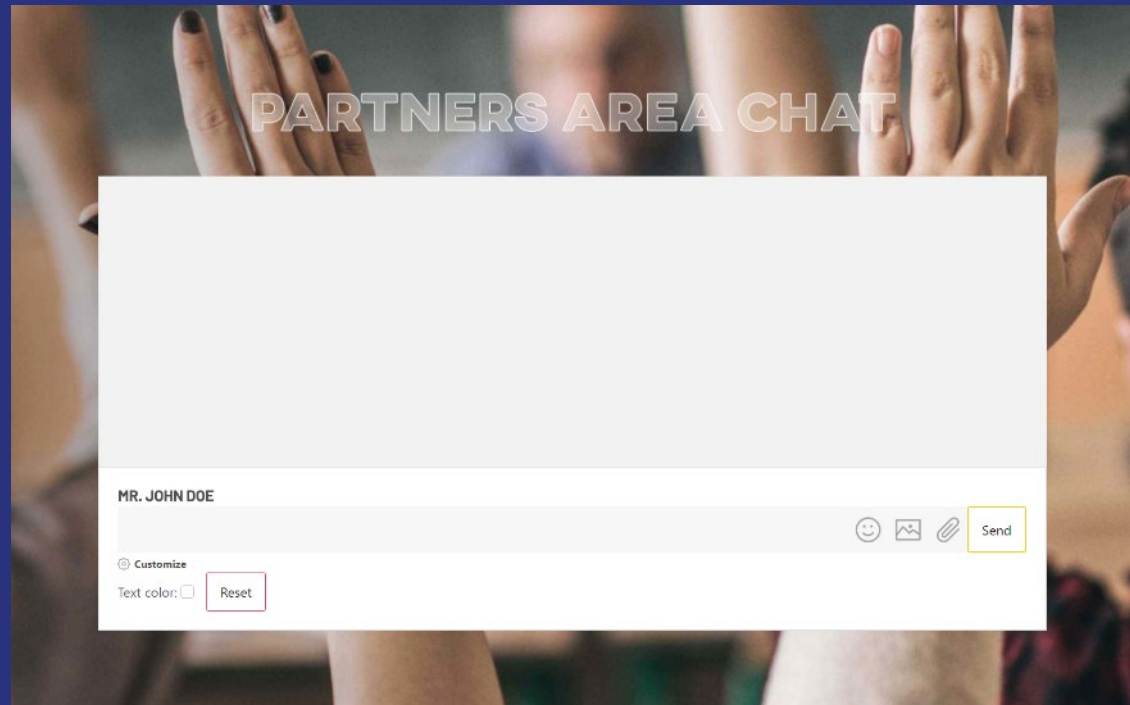 PARTNERS AREA CHAT
MR. JOHN DOE
Send
Customize
Text color:
Reset